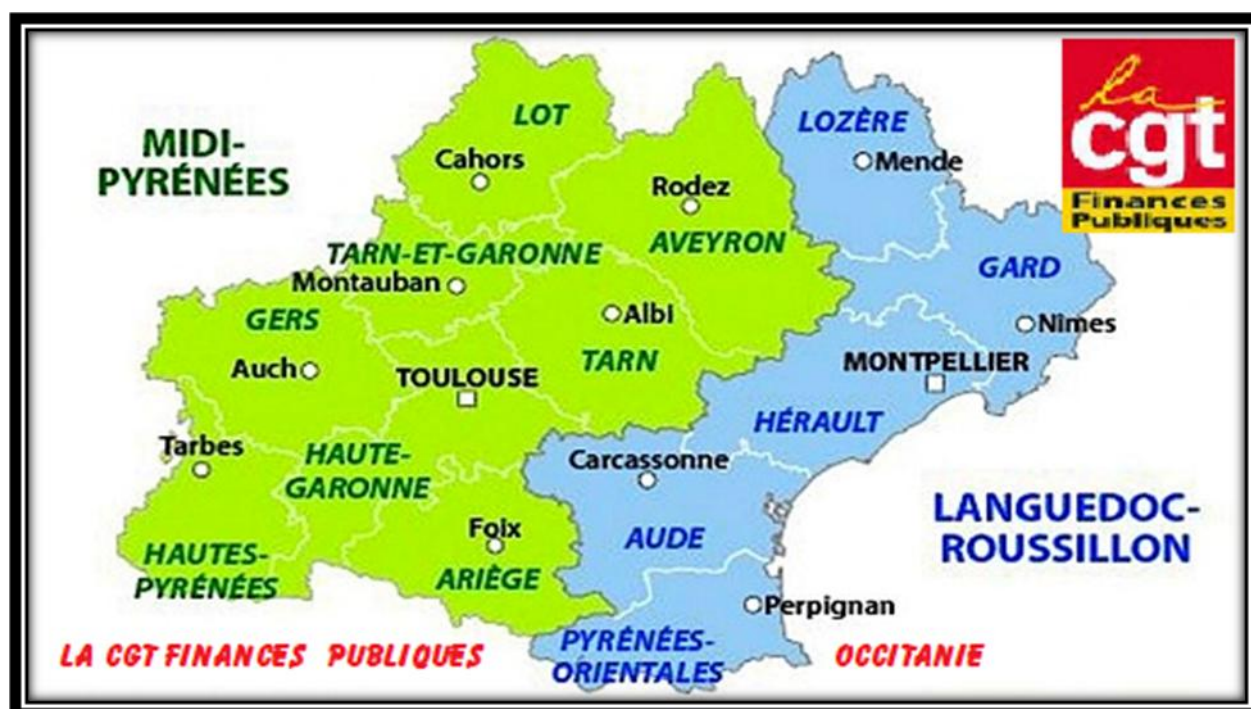 LOT
LOZÈRE
MIDI-
PYRÉNÉES
Cahors
Mende
Rodez
la
cgt
Finances
Publiques
TARN-ET-GARONNE
AVEYRON
Montauban
GARD
GERS
Albi
Nîmes
Auch
TOULOUSE
TARN
MONTPELLIER
HÉRAULT
Tarbes
HAUTE-
GARONNE
Carcassonne
LANGUEDOC-
ROUSSILLON
Foix
AUDE
HAUTES-
PYRÉNÉES
ARIÈGE
Perpignan
PYRÉNÉES-
ORIENTALES
LA CGT FINANCES PUBLIQUES
OCCITANIE